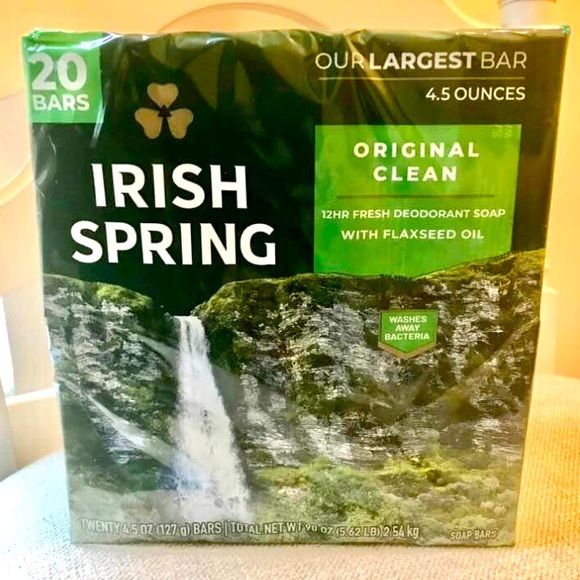 20
BARS
OUR LARGEST BAR
4.5 OUNCES
IRISH
SPRING
ORIGINAL
CLEAN
12HR FRESH DEODORANT SOAP
WITH FLAXSEED OIL
WASHES
AWAY
BACTERIA
TWENTY 4.5 OZ (127 g) BARS | TOTAL NET WT 90 OZ (5.62 LB) 2.54 kg
SOAP BARS